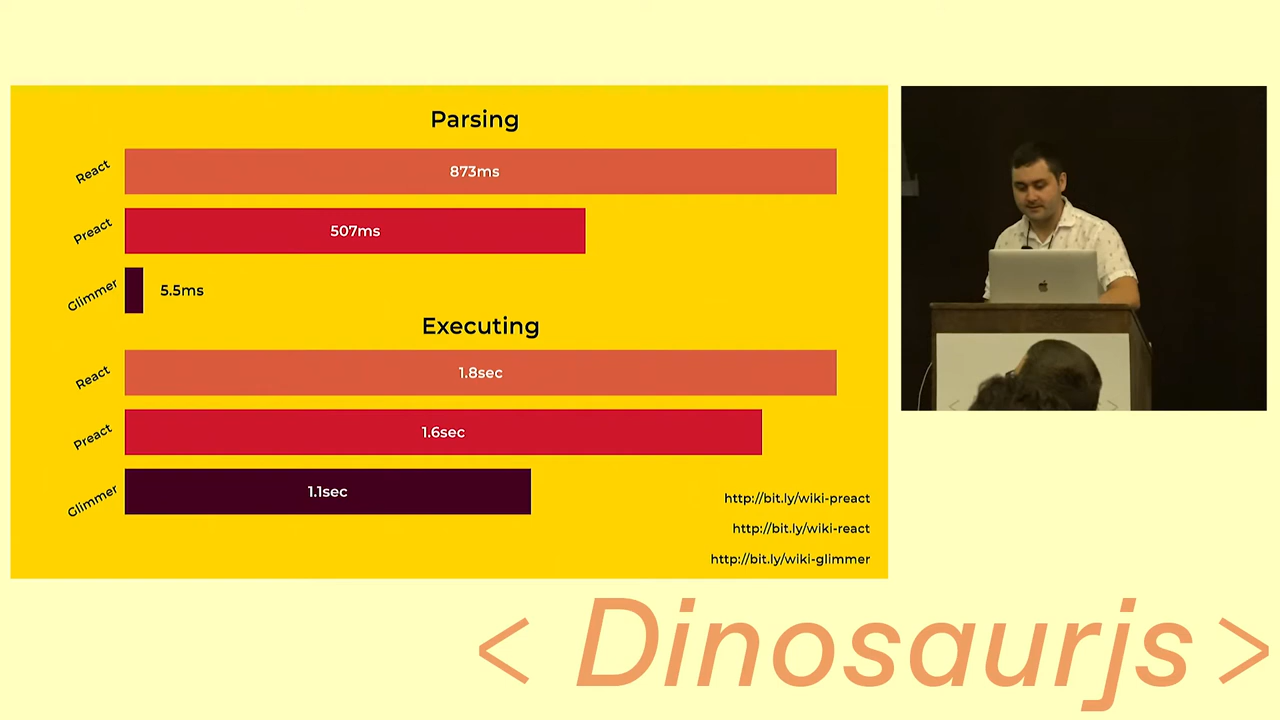 Parsing
React
873ms
Preact
507ms
Glimmer
5.5ms
Executing
React
1.8sec
Preact
1.6sec
Glimmer
1.1sec
http://bit.ly/wiki-preact
http://bit.ly/wiki-react
http://bit.ly/wiki-glimmer
< Dinosaurjs >